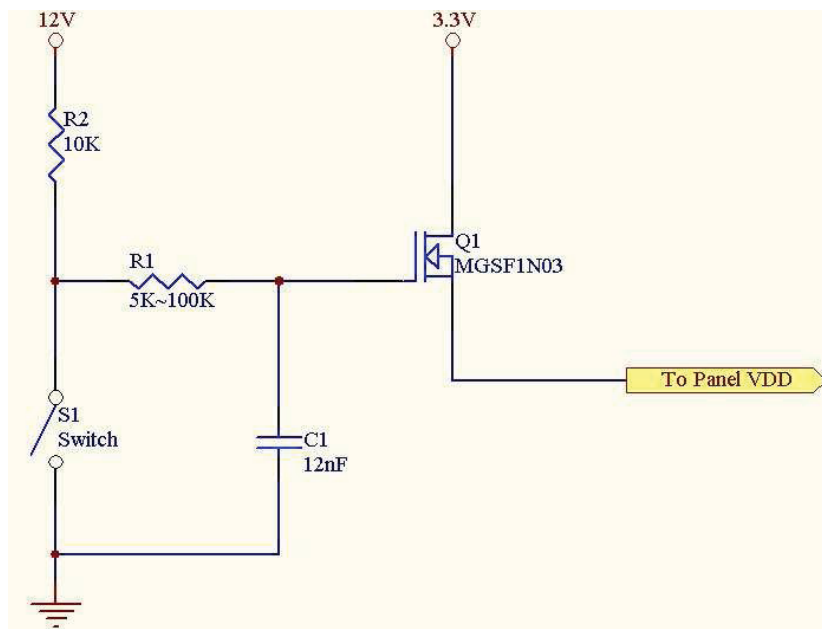 12V
3.3V
R2
10K
Q1
MGSF1N03
R1
5K~100K
To Panel VDD
S1
Switch
C1
12nF